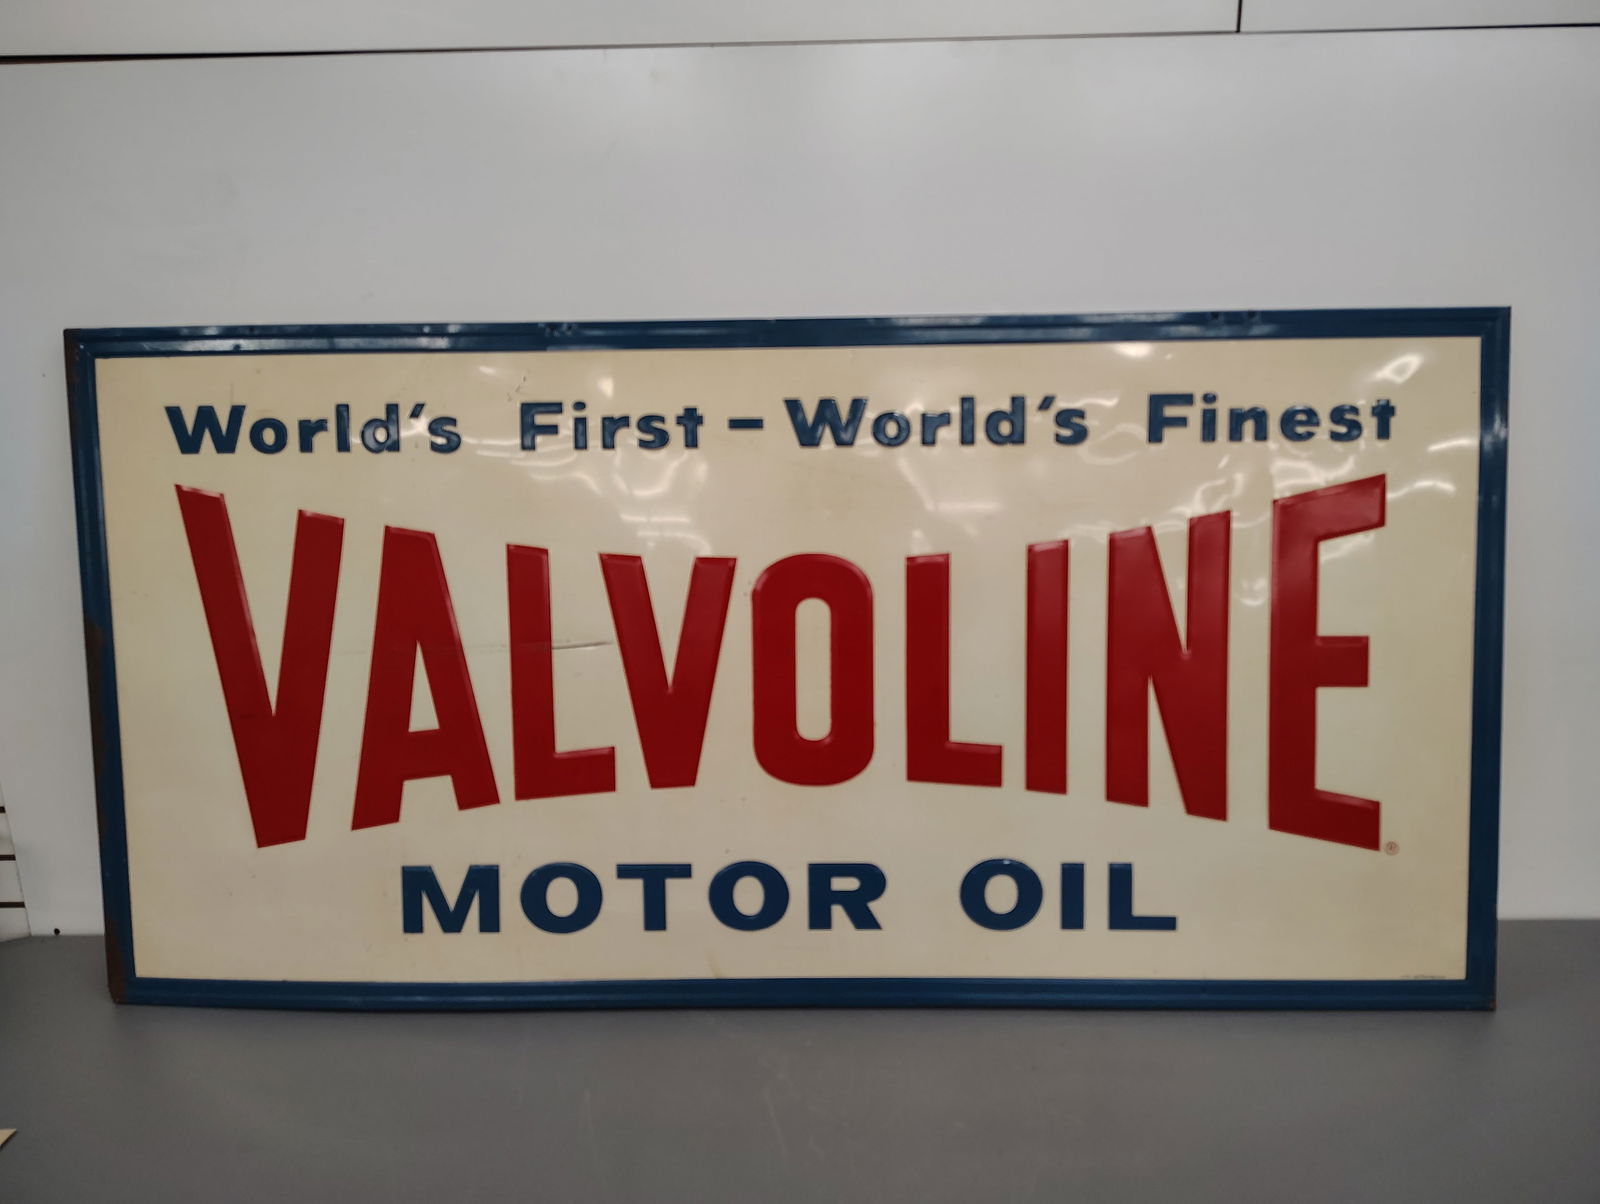 World's First – World's Finest
VALVOLINE ®
MOTOR OIL